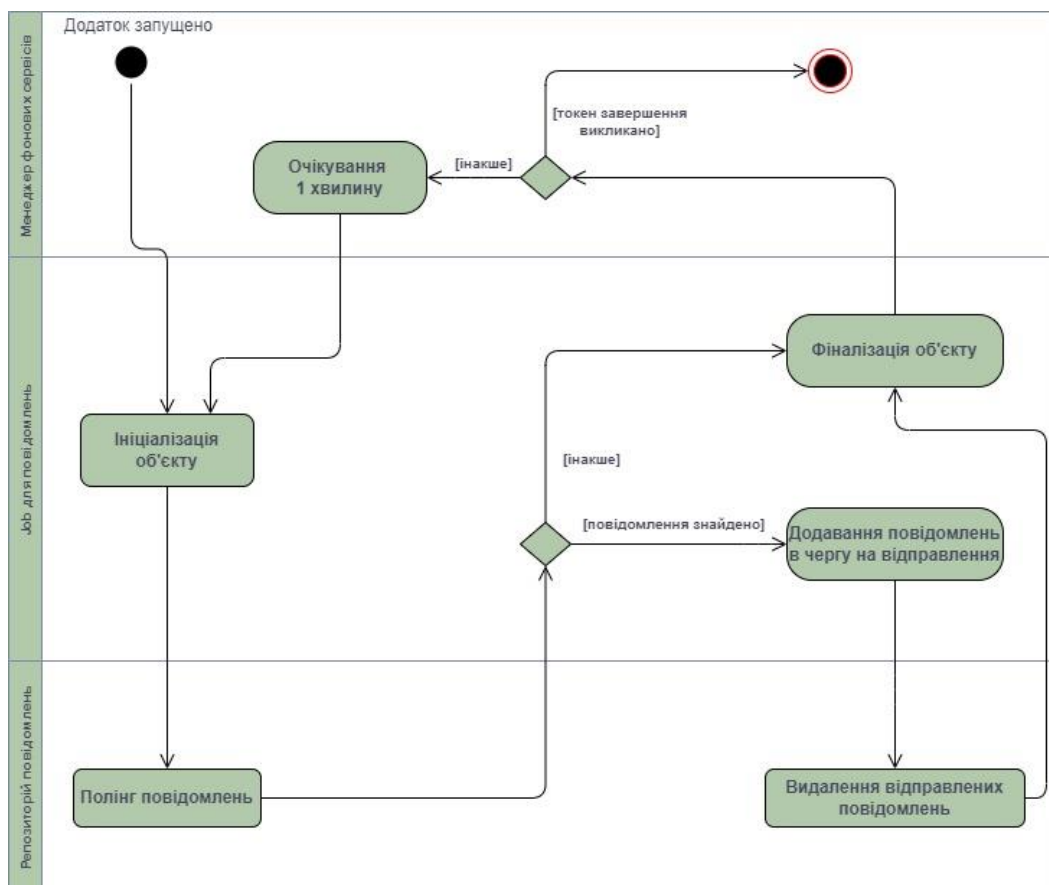 Менеджер фонових сервісів
Додаток запущено
[токен завершення
викликано]
[інакше]
Очікування
1 хвилину
Job для повідомлень
Фіналізація об'єкту
Ініціалізація
об'єкту
[інакше]
[повідомлення знайдено]
Додавання повідомлень
в чергу на відправлення
Репозиторій повідомлень
Полінг повідомлень
Видалення відправлених
повідомлень